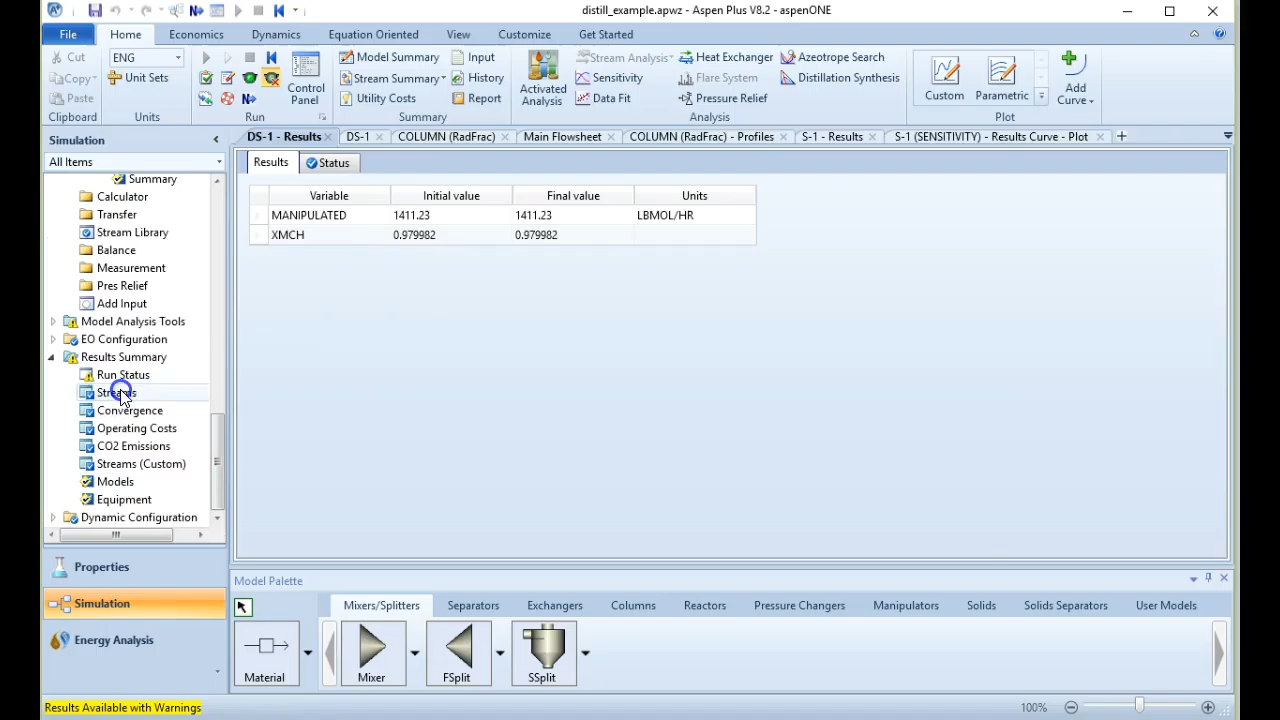 distill_example.apwz - Aspen Plus V8.2 - aspenONE
File Home Economics Dynamics Equation Oriented View Customize Get Started
Cut ENG Model Summary Input Stream Analysis Heat Exchanger Azeotrope Search
Copy Unit Sets Stream Summary History Sensitivity Flare System Distillation Synthesis
Paste Control Panel Utility Costs Report Activated Analysis Data Fit Pressure Relief Custom Parametric Add Curve
Clipboard Units Run Summary Analysis Plot
Simulation
All Items
DS-1 - Results DS-1 COLUMN (RadFrac) Main Flowsheet COLUMN (RadFrac) - Profiles S-1 - Results S-1 (SENSITIVITY) - Results Curve - Plot
Results Status
Variable Initial value Final value Units
MANIPULATED 1411.23 1411.23 LBMOL/HR
XMCH 0.979982 0.979982
Summary
Calculator
Transfer
Stream Library
Balance
Measurement
Pres Relief
Add Input
Model Analysis Tools
EO Configuration
Results Summary
Run Status
Streams
Convergence
Operating Costs
CO2 Emissions
Streams (Custom)
Models
Equipment
Dynamic Configuration
Properties
Simulation
Energy Analysis
Model Palette
Mixers/Splitters Separators Exchangers Columns Reactors Pressure Changers Manipulators Solids Solids Separators User Models
Material Mixer FSplit SSplit
Results Available with Warnings
100%